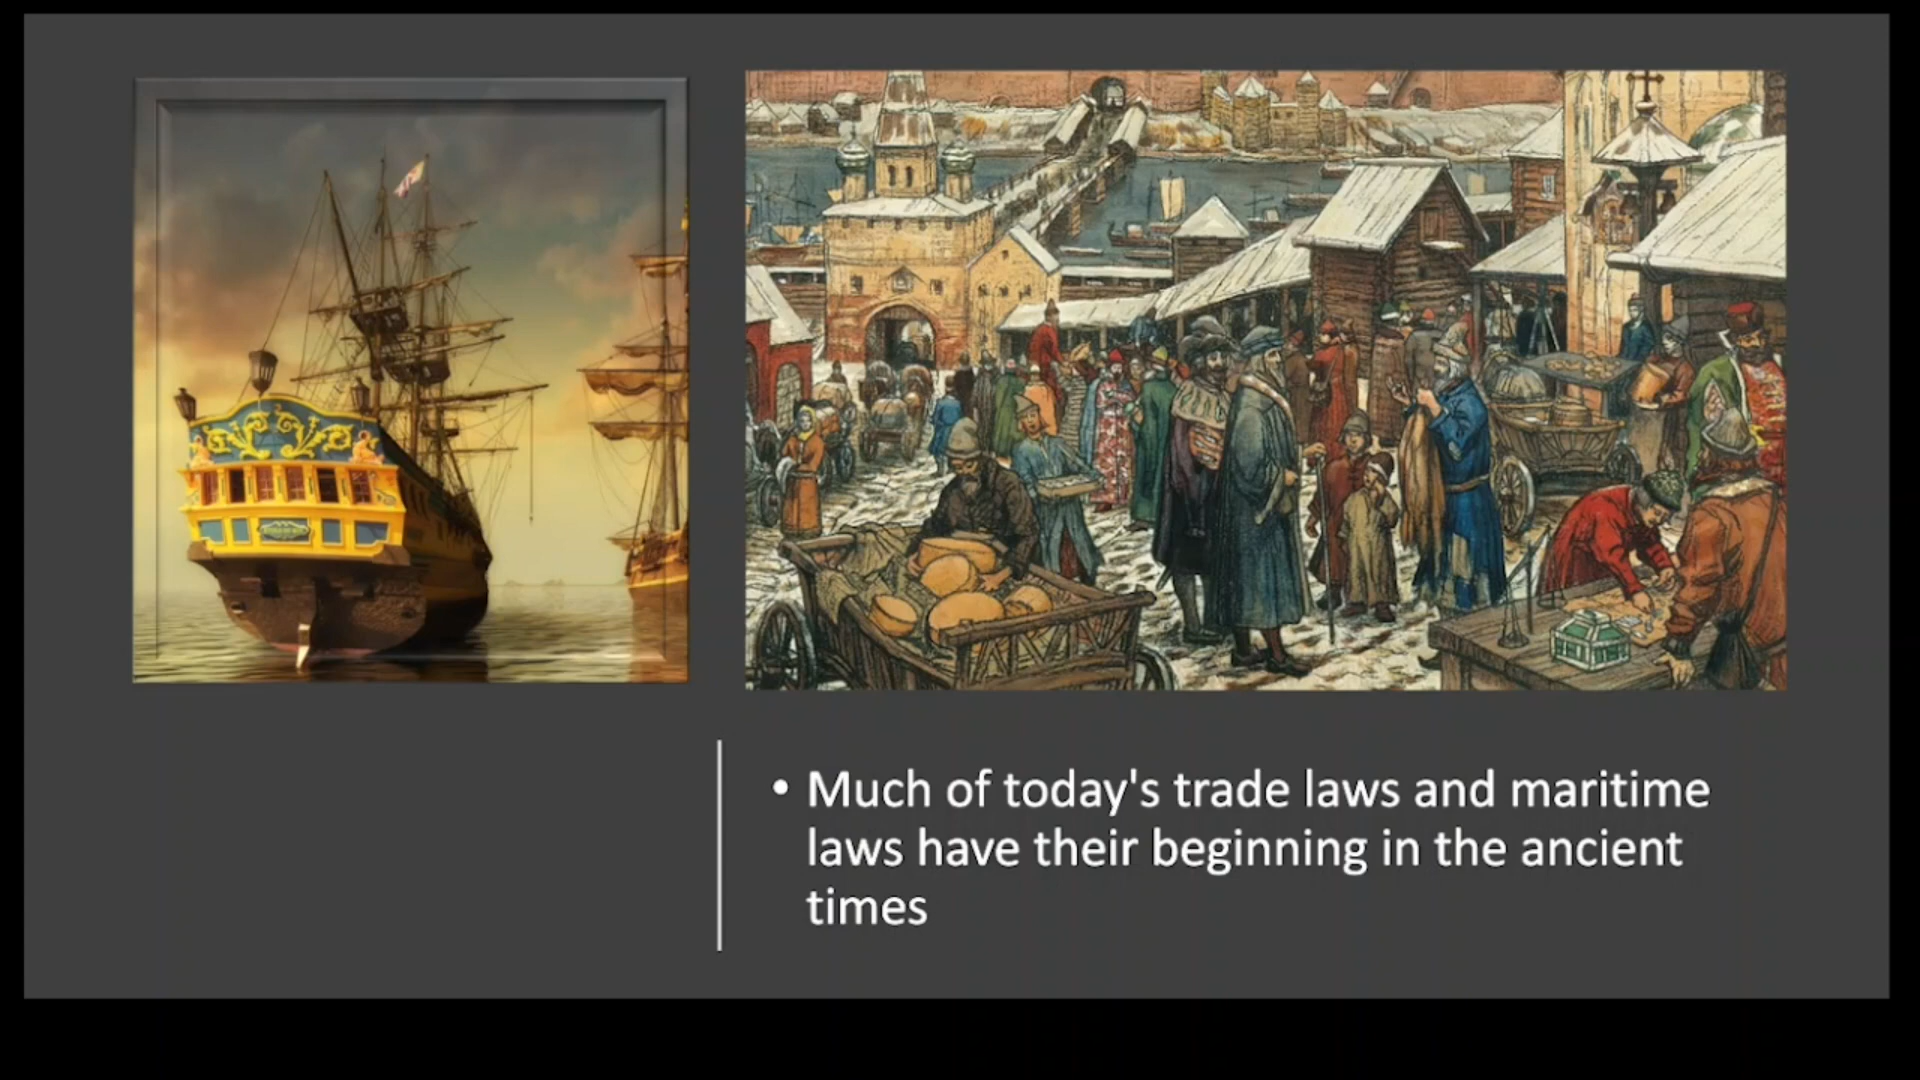 • Much of today's trade laws and maritime
laws have their beginning in the ancient
times